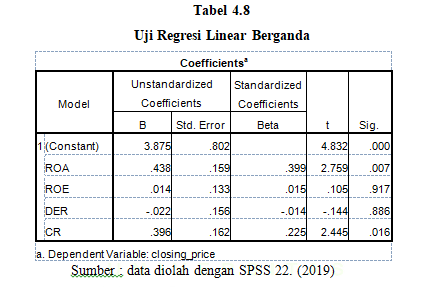 Tabel 4.8
Uji Regresi Linear Berganda
Coefficientsᵃ
Model Unstandardized Coefficients Standardized Coefficients t Sig.
B Std. Error Beta
1 (Constant) 3.875 .802 4.832 .000
ROA .438 .159 .399 2.759 .007
ROE .014 .133 .015 .105 .917
DER -.022 .156 -.014 -.144 .886
CR .396 .162 .225 2.445 .016
a. Dependent Variable: closing_price
Sumber : data diolah dengan SPSS 22. (2019)